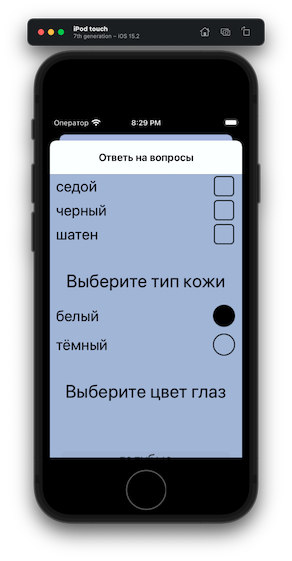 iPod touch
7th generation – iOS 15.2
Оператор 8:29 PM
Ответь на вопросы
седой
черный
шатен
Выберите тип кожи
белый
тёмный
Выберите цвет глаз